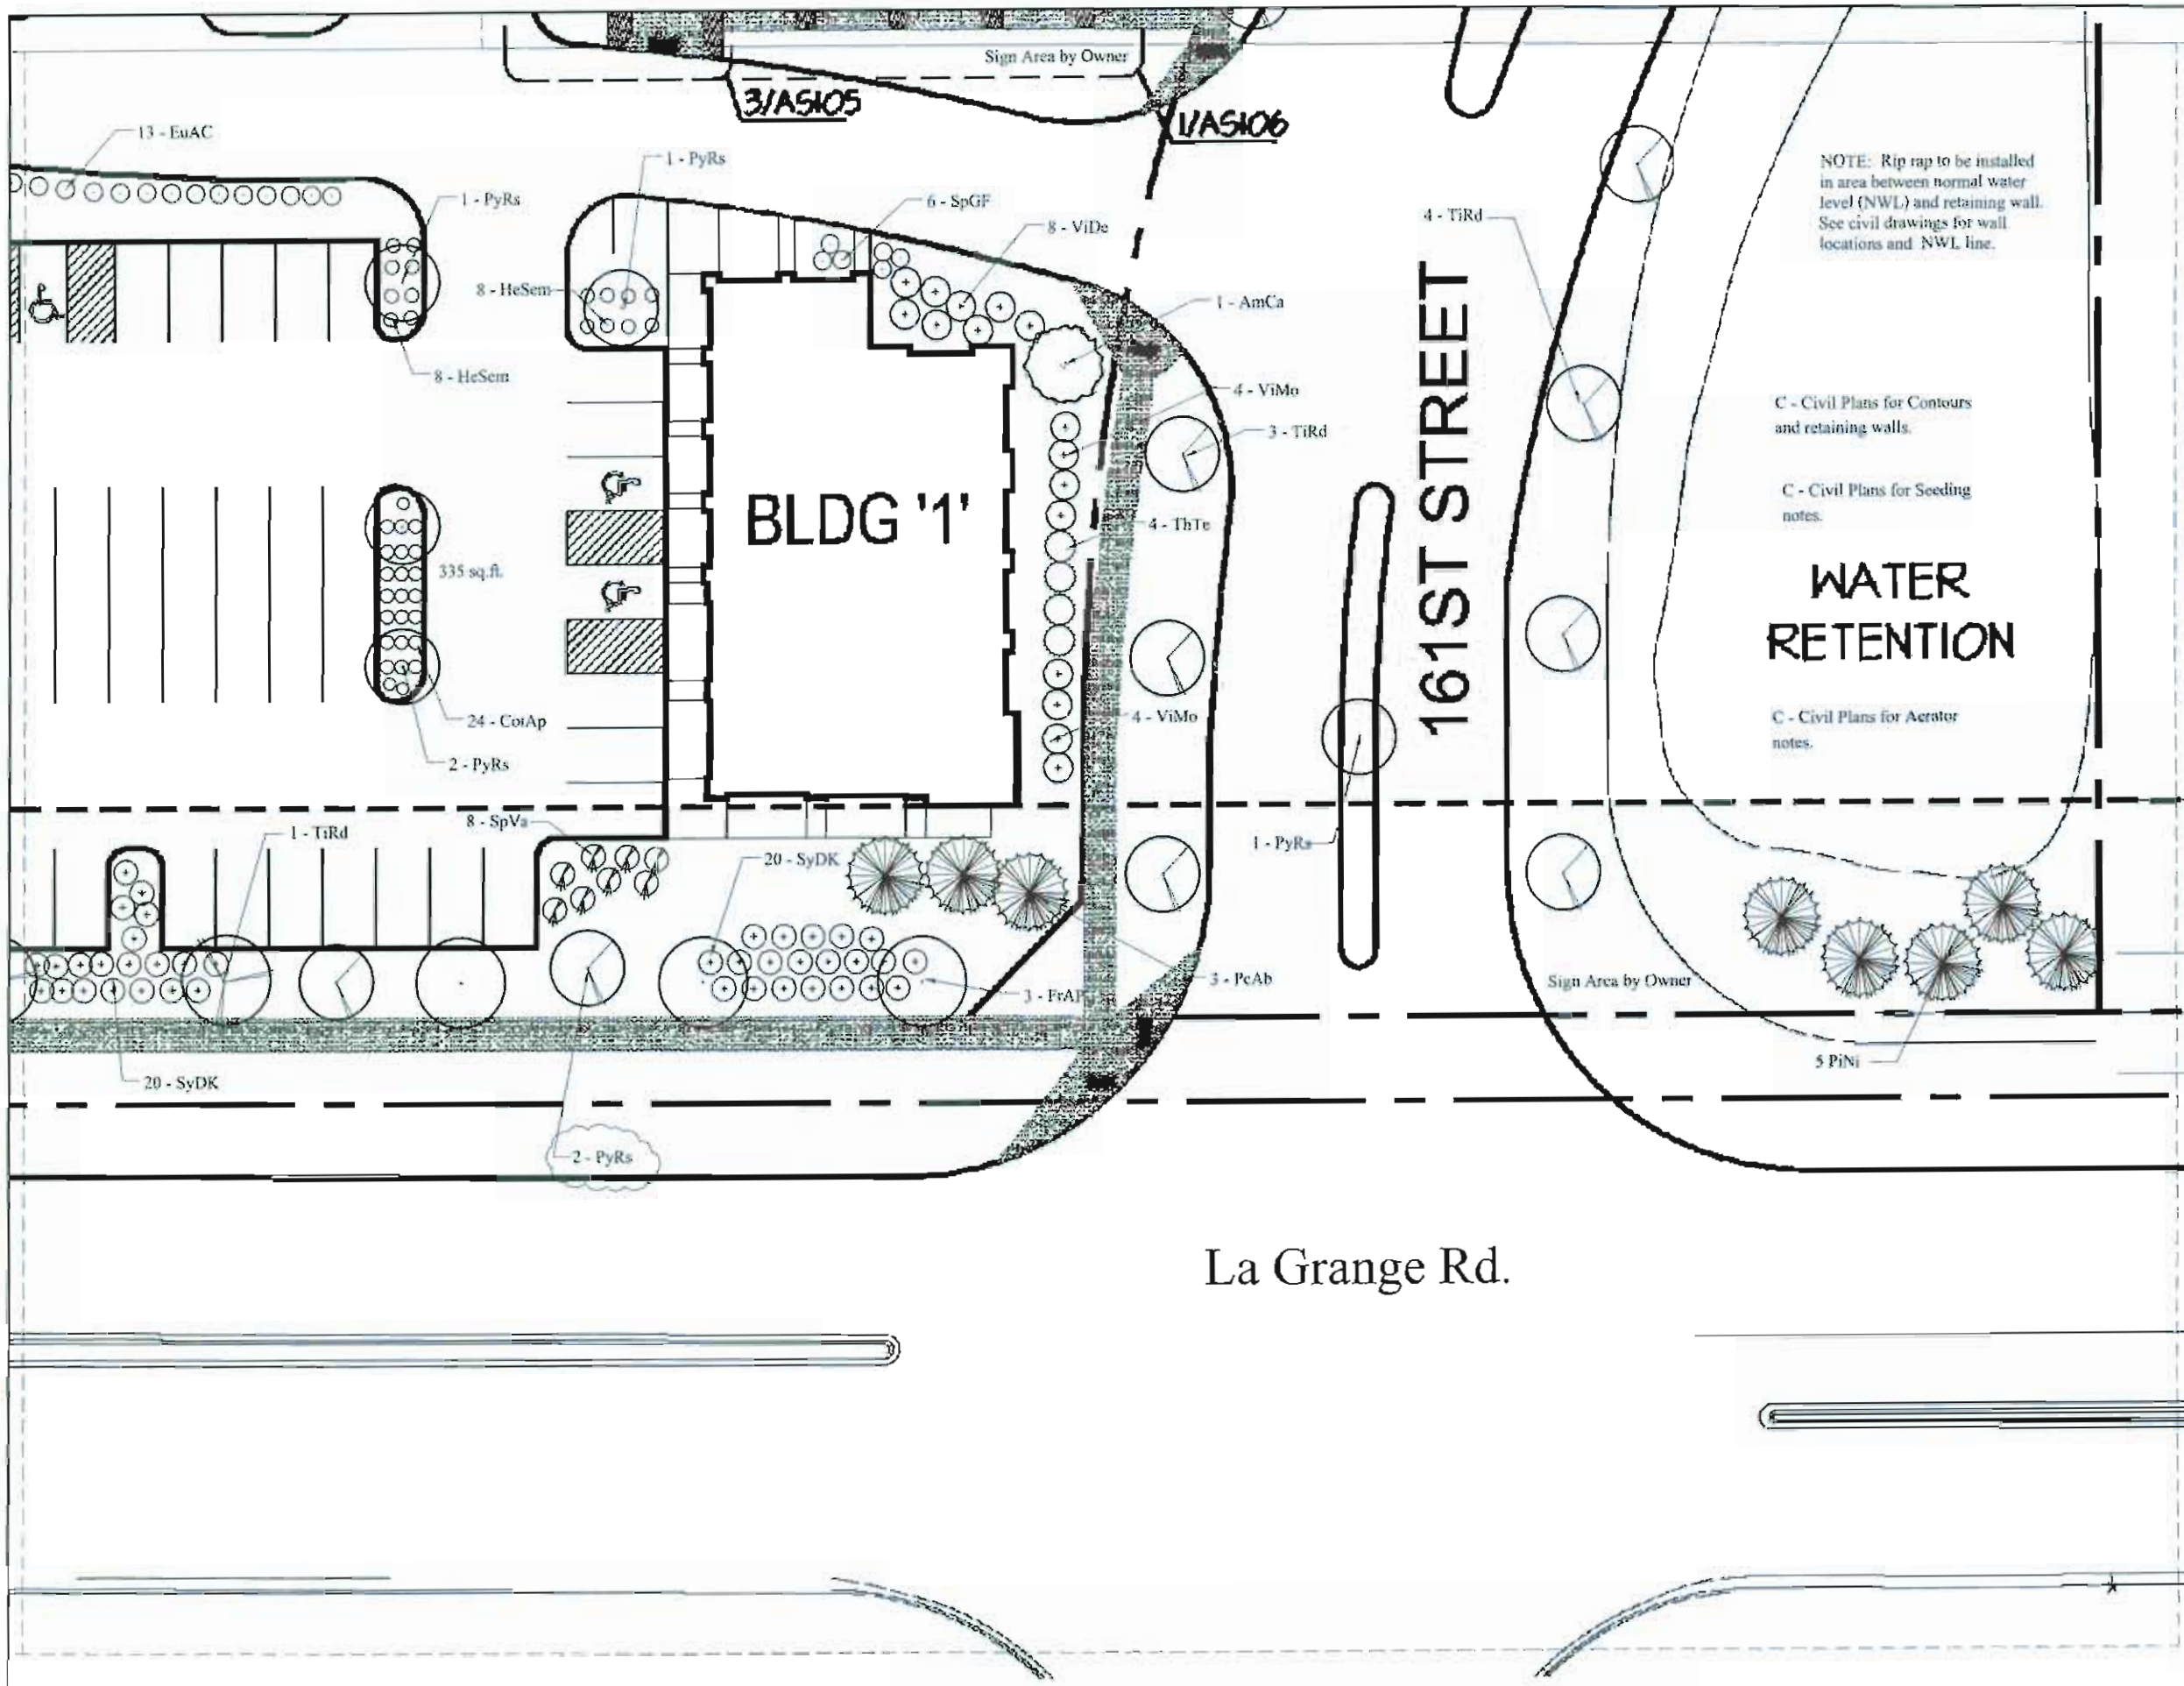 Sign Area by Owner
3/AS105
1/AS106
13 - EuAC
1 - PyRs
1 - PyRs
6 - SpGF
8 - ViDe
4 - TiRd
NOTE: Rip rap to be installed
in area between normal water
level (NWL) and retaining wall.
See civil drawings for wall
locations and NWL line.
8 - HeSem
1 - AmCa
8 - HeSem
4 - ViMo
3 - TiRd
C - Civil Plans for Contours
and retaining walls.
161ST STREET
BLDG '1'
4 - ThTe
C - Civil Plans for Seeding
notes.
335 sq.ft.
WATER
RETENTION
24 - CotAp
4 - ViMo
C - Civil Plans for Aerator
notes.
2 - PyRs
1 - TiRd
8 - SpVa
20 - SyDK
1 - PyRs
3 - FrAP
3 - PcAb
Sign Area by Owner
20 - SyDK
5 PiNi
2 - PyRs
La Grange Rd.